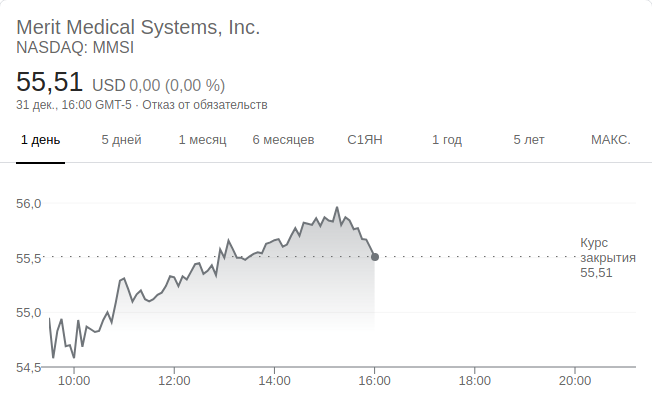 Merit Medical Systems, Inc.
NASDAQ: MMSI
55,51 USD 0,00 (0,00 %)
31 дек., 16:00 GMT-5 · Отказ от обязательств
1 день 5 дней 1 месяц 6 месяцев С1ЯН 1 год 5 лет МАКС.
56,0
Курс
закрытия
55,5
55,51
55,0
54,5
10:00 12:00 14:00 16:00 18:00 20:00